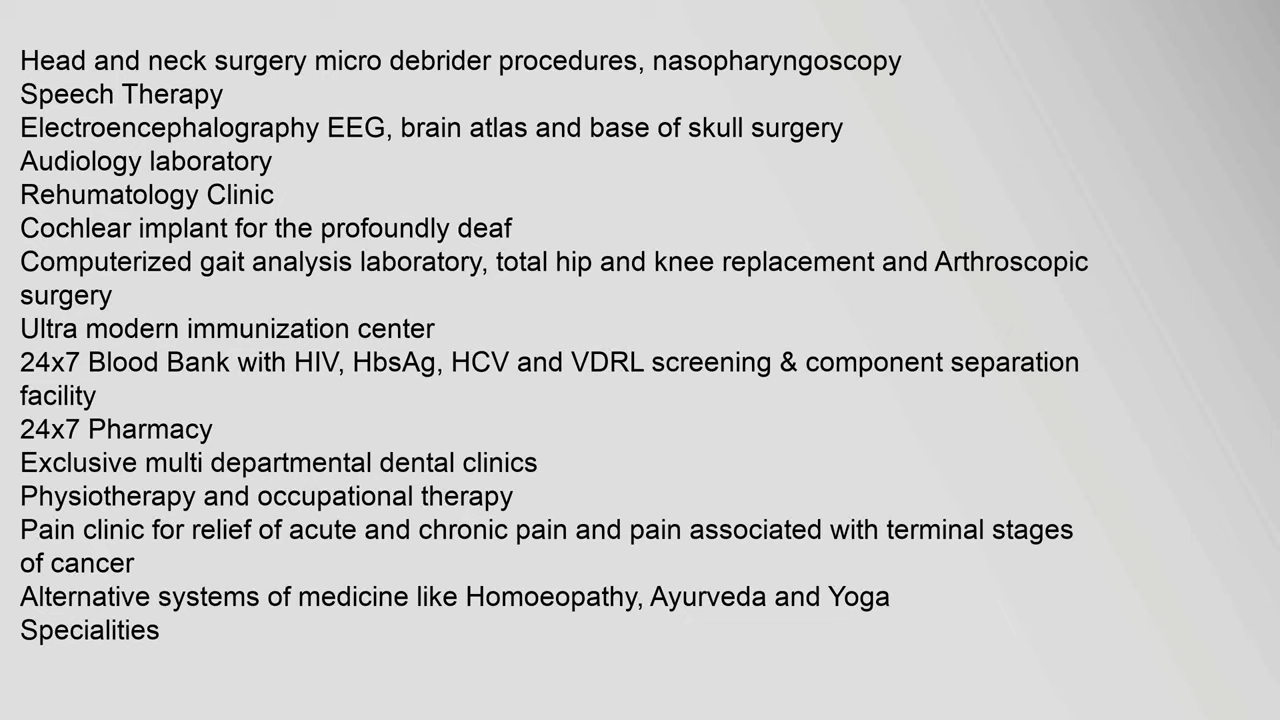 Head and neck surgery micro debrider procedures, nasopharyngoscopy
Speech Therapy
Electroencephalography EEG, brain atlas and base of skull surgery
Audiology laboratory
Rehumatology Clinic
Cochlear implant for the profoundly deaf
Computerized gait analysis laboratory, total hip and knee replacement and Arthroscopic
surgery
Ultra modern immunization center
24x7 Blood Bank with HIV, HbsAg, HCV and VDRL screening & component separation
facility
24x7 Pharmacy
Exclusive multi departmental dental clinics
Physiotherapy and occupational therapy
Pain clinic for relief of acute and chronic pain and pain associated with terminal stages
of cancer
Alternative systems of medicine like Homoeopathy, Ayurveda and Yoga
Specialities